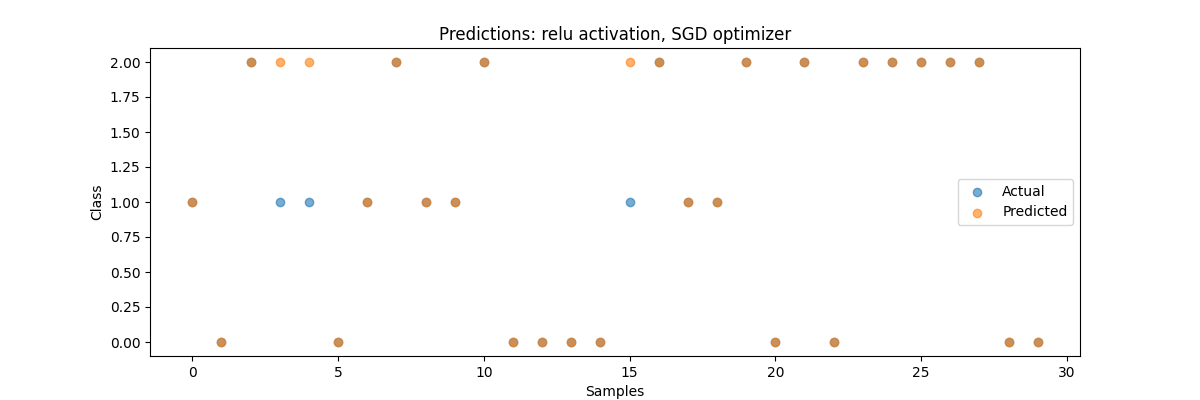 Predictions: relu activation, SGD optimizer
2.00
1.75
1.50
1.25
1.00
0.75
0.50
0.25
0.00
Class
Actual
Predicted
0 5 10 15 20 25 30
Samples